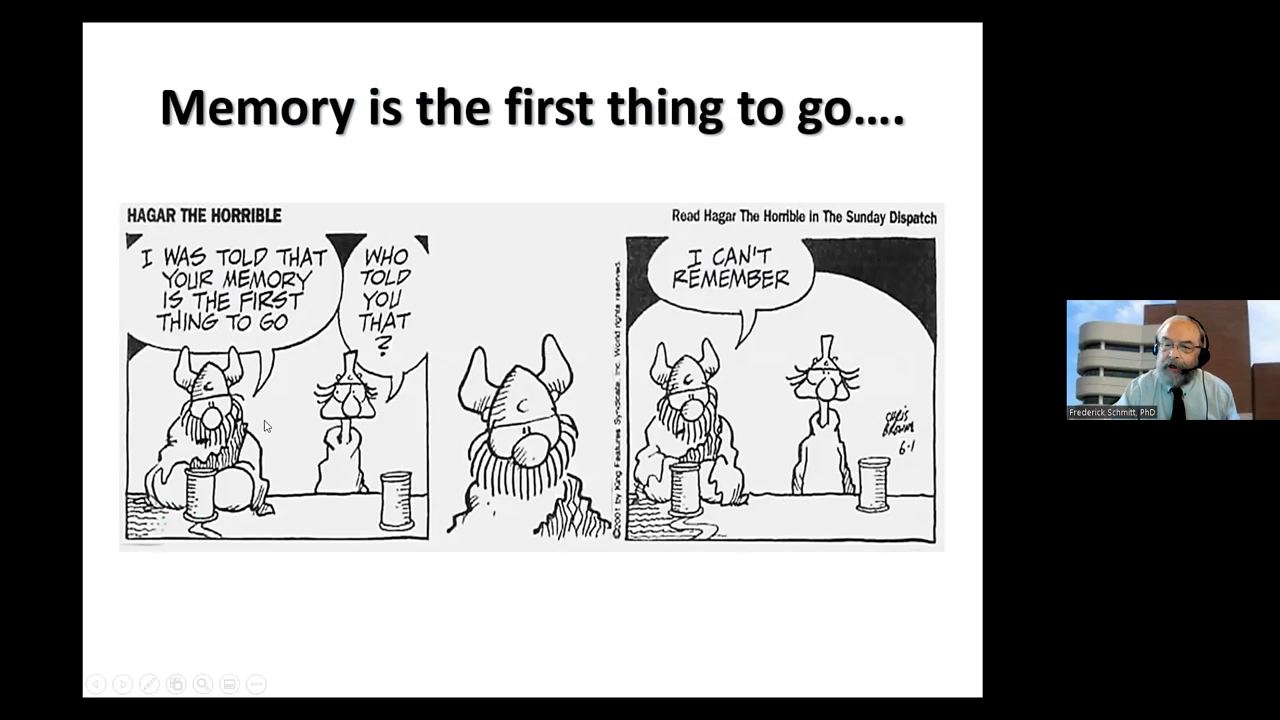 Memory is the first thing to go....
HAGAR THE HORRIBLE
Read Hagar The Horrible in The Sunday Dispatch
I WAS TOLD THAT
YOUR MEMORY
IS THE FIRST
THING TO GO
WHO
TOLD
YOU
THAT
?
©2001 by King Features Syndicate, Inc. World rights reserved.
I CAN'T
REMEMBER
CHRIS
BROWNE
6·1
Frederick Schmitt, PhD